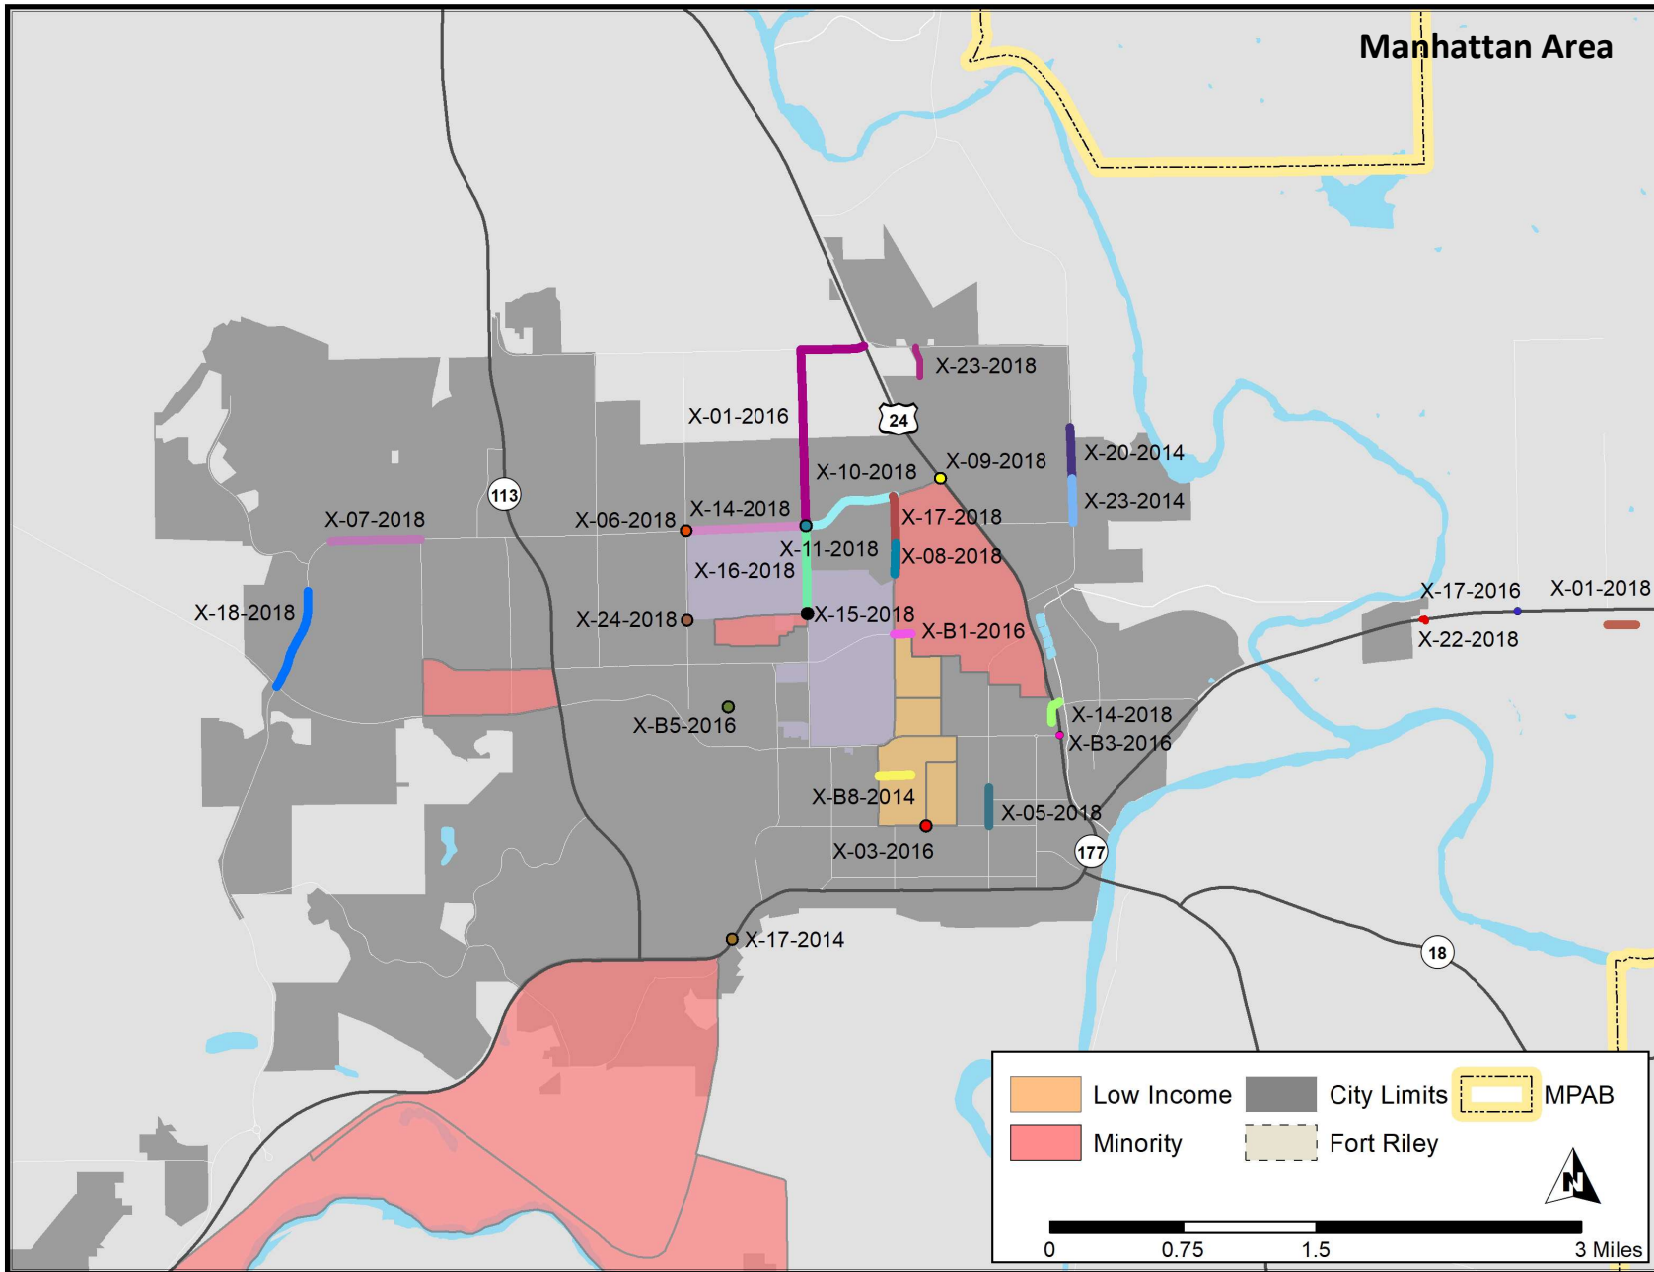 Manhattan Area
X-23-2018
X-01-2016
24
X-20-2014
X-09-2018
X-10-2018
113
X-23-2014
X-14-2018
X-06-2018
X-07-2018
X-17-2018
X-11-2018
X-08-2018
X-16-2018
X-17-2016
X-01-2018
X-18-2018
X-24-2018
X-15-2018
X-B1-2016
X-22-2018
X-B5-2016
X-14-2018
X-B3-2016
X-B8-2014
X-05-2018
X-03-2016
177
X-17-2014
18
Low Income
City Limits
MPAB
Minority
Fort Riley
N
0 0.75 1.5 3 Miles